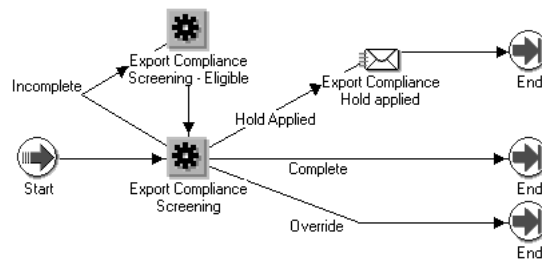 Export Compliance
Screening - Eligible
Incomplete
Export Compliance
Hold applied
End
Hold Applied
Start
Export Compliance
Screening
Complete
End
Override
End